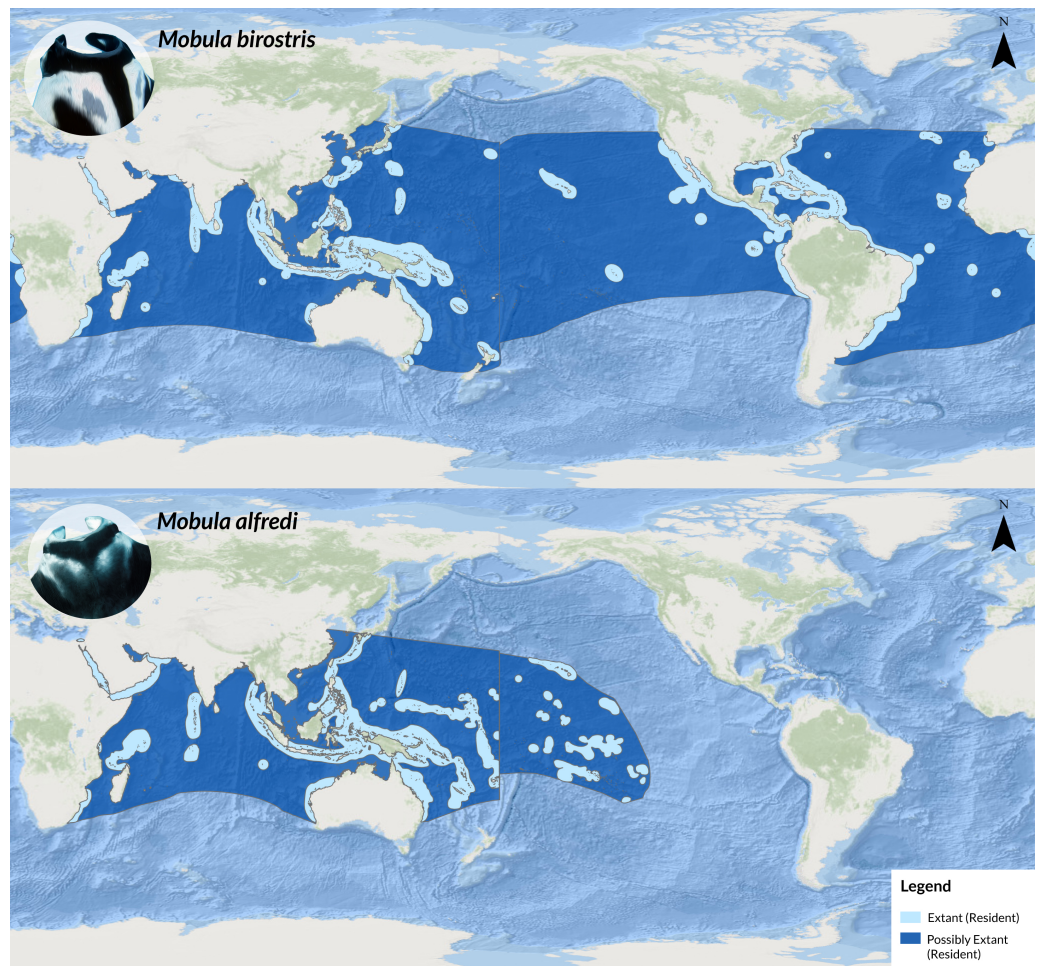 Mobula birostris
N
Mobula alfredi
N
Legend
Extant (Resident)
Possibly Extant
(Resident)